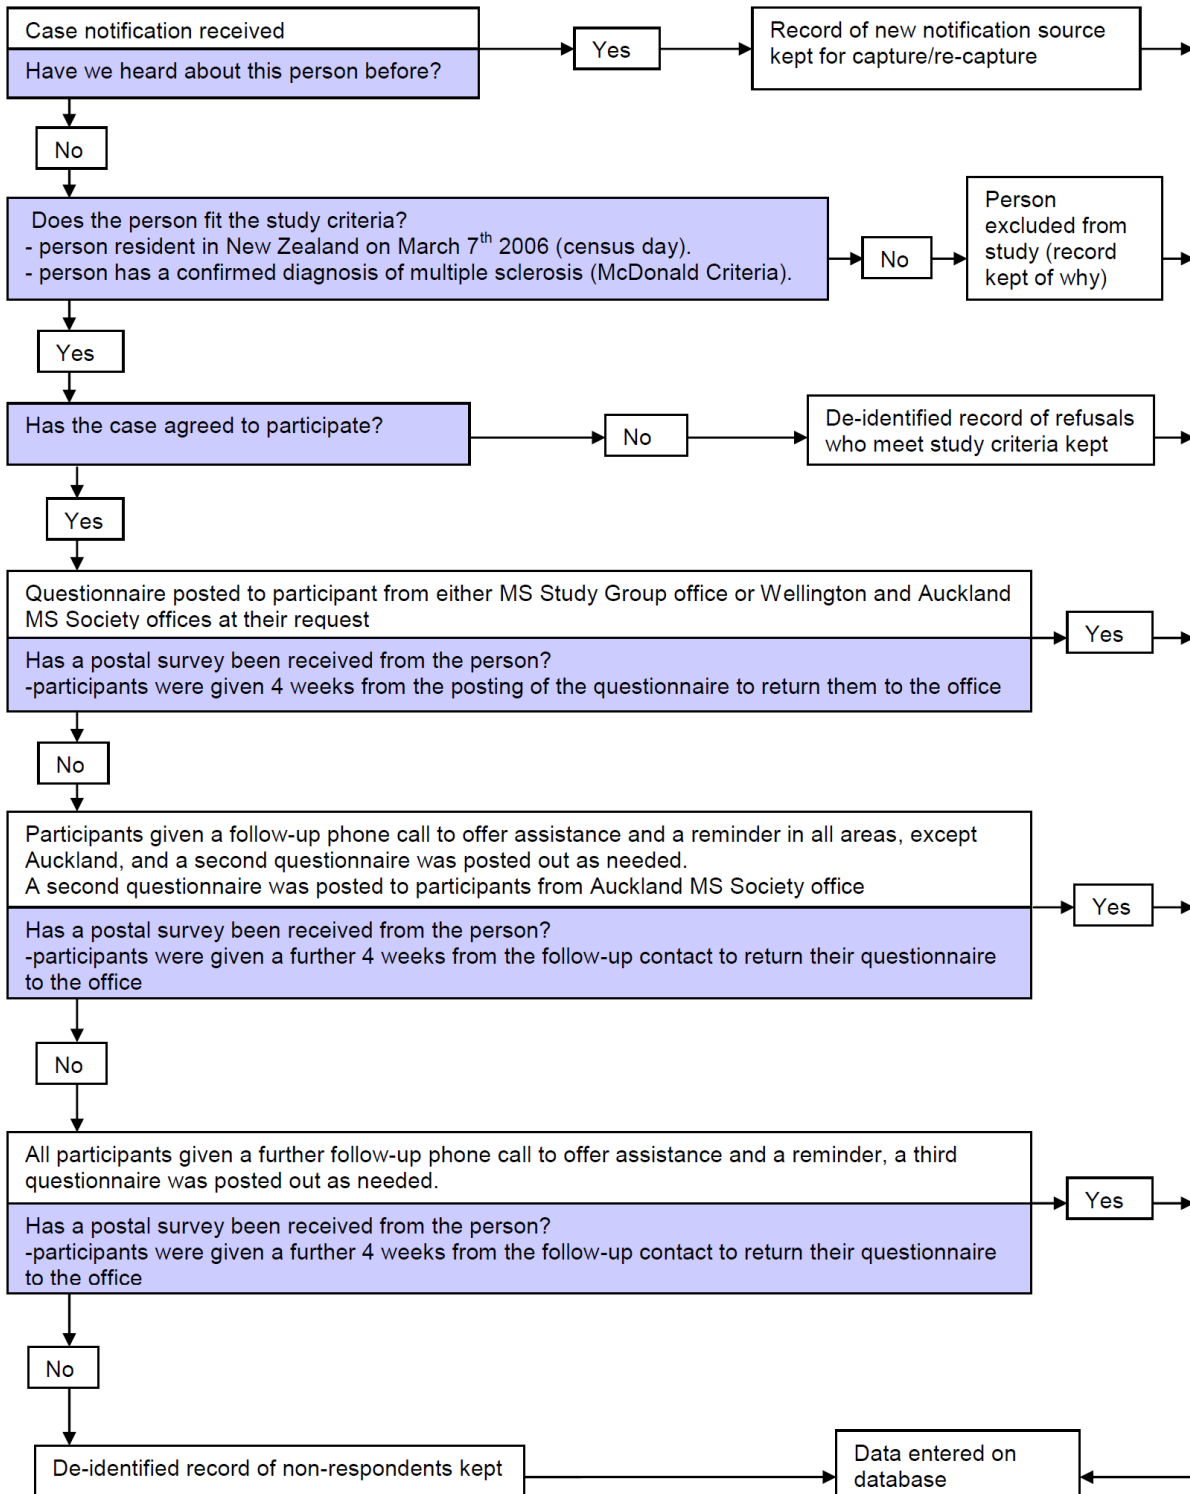 Case notification received
Have we heard about this person before?
Yes
Record of new notification source
kept for capture/re-capture
No
Does the person fit the study criteria?
- person resident in New Zealand on March 7th 2006 (census day).
- person has a confirmed diagnosis of multiple sclerosis (McDonald Criteria).
No
Person
excluded from
study (record
kept of why)
Yes
Has the case agreed to participate?
No
De-identified record of refusals
who meet study criteria kept
Yes
Questionnaire posted to participant from either MS Study Group office or Wellington and Auckland
MS Society offices at their request
Has a postal survey been received from the person?
-participants were given 4 weeks from the posting of the questionnaire to return them to the office
Yes
No
Participants given a follow-up phone call to offer assistance and a reminder in all areas, except
Auckland, and a second questionnaire was posted out as needed.
A second questionnaire was posted to participants from Auckland MS Society office
Has a postal survey been received from the person?
-participants were given a further 4 weeks from the follow-up contact to return their questionnaire
to the office
Yes
No
All participants given a further follow-up phone call to offer assistance and a reminder, a third
questionnaire was posted out as needed.
Has a postal survey been received from the person?
-participants were given a further 4 weeks from the follow-up contact to return their questionnaire
to the office
Yes
No
De-identified record of non-respondents kept
Data entered on
database